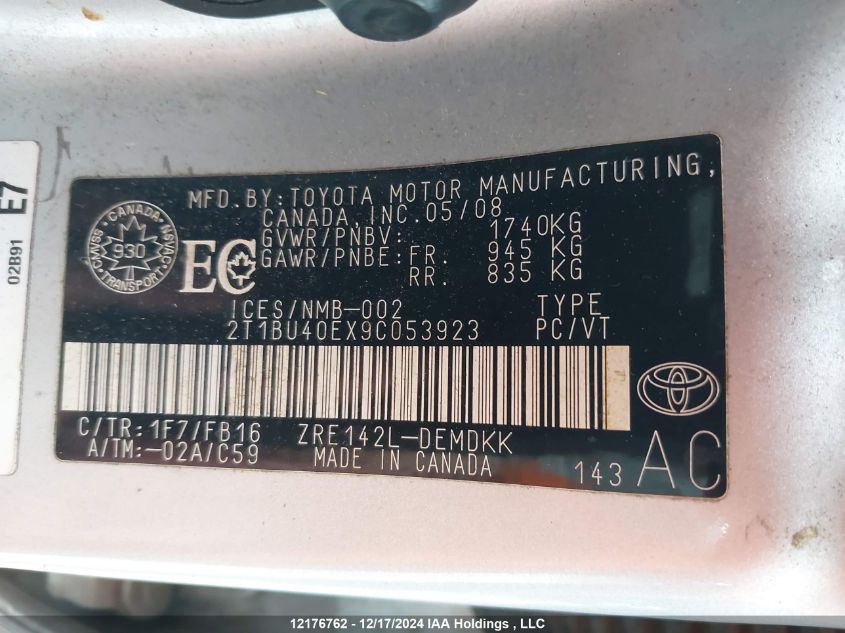 E7
02B91
MFD.BY:TOYOTA MOTOR MANUFACTURING,
CANADA, INC.05/08
GVWR/PNBV: 1740KG
GAWR/PNBE:FR. 945 KG
RR. 835 KG
CANADA
930
TRANSPORT
EC
ICES/NMB-002 TYPE
2T1BU40EX9C053923 PC/VT
C/TR:1F7/FB16 ZRE142L-DEMDKK
A/TM:-02A/C59 MADE IN CANADA 143 AC
12176762 - 12/17/2024 IAA Holdings, LLC